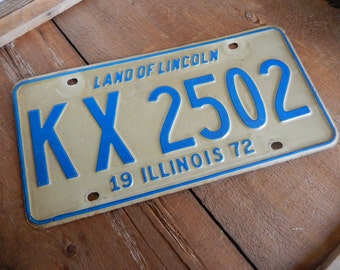 LAND OF LINCOLN
KX 2502
19 ILLINOIS 72